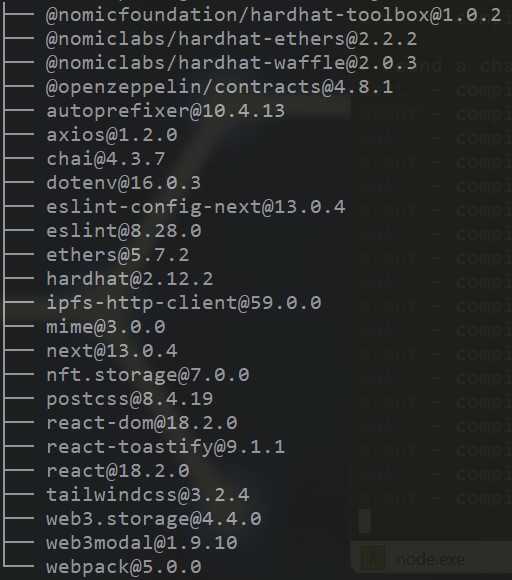 @nomicfoundation/hardhat-toolbox@1.0.2
@nomiclabs/hardhat-ethers@2.2.2
@nomiclabs/hardhat-waffle@2.0.3
@openzeppelin/contracts@4.8.1
autoprefixer@10.4.13
axios@1.2.0
chai@4.3.7
dotenv@16.0.3
eslint-config-next@13.0.4
eslint@8.28.0
ethers@5.7.2
hardhat@2.12.2
ipfs-http-client@59.0.0
mime@3.0.0
next@13.0.4
nft.storage@7.0.0
postcss@8.4.19
react-dom@18.2.0
react-toastify@9.1.1
react@18.2.0
tailwindcss@3.2.4
web3.storage@4.4.0
web3modal@1.9.10
webpack@5.0.0
node.exe